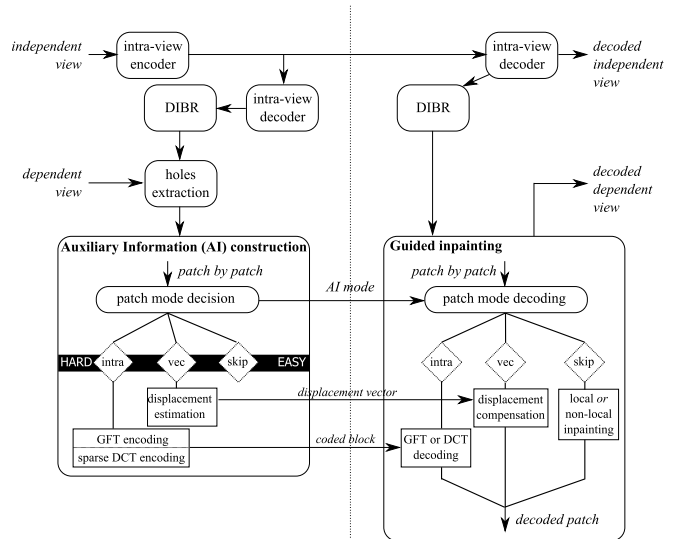 independent
view
intra-view
encoder
intra-view
decoder
decoded
independent
view
DIBR
intra-view
decoder
DIBR
dependent
view
holes
extraction
decoded
dependent
view
Auxiliary Information (AI) construction
patch by patch
patch mode decision
HARD
intra
vec
skip
EASY
displacement
estimation
GFT encoding
sparse DCT encoding
AI mode
displacement vector
coded block
Guided inpainting
patch by patch
patch mode decoding
intra
vec
skip
displacement
compensation
local or
non-local
inpainting
GFT or DCT
decoding
decoded patch